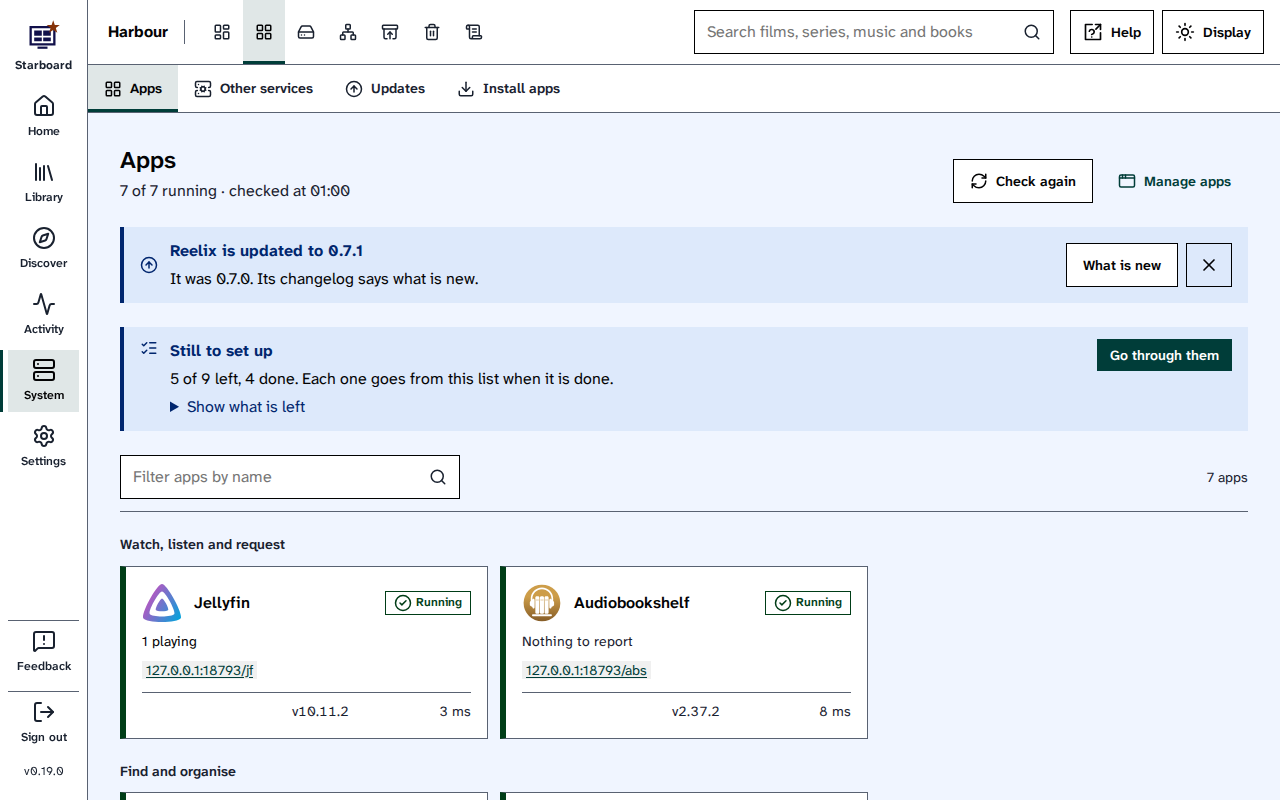 Starboard
Home
Library
Discover
Activity
System
Settings
Feedback
Sign out
v0.19.0
Harbour
Search films, series, music and books
Help
Display
Apps
Other services
Updates
Install apps
Apps
7 of 7 running · checked at 01:00
Check again
Manage apps
Reelix is updated to 0.7.1
It was 0.7.0. Its changelog says what is new.
What is new
Still to set up
5 of 9 left, 4 done. Each one goes from this list when it is done.
Show what is left
Go through them
Filter apps by name
7 apps
Watch, listen and request
Jellyfin
Running
1 playing
127.0.0.1:18793/jf
v10.11.2
3 ms
Audiobookshelf
Running
Nothing to report
127.0.0.1:18793/abs
v2.37.2
8 ms
Find and organise